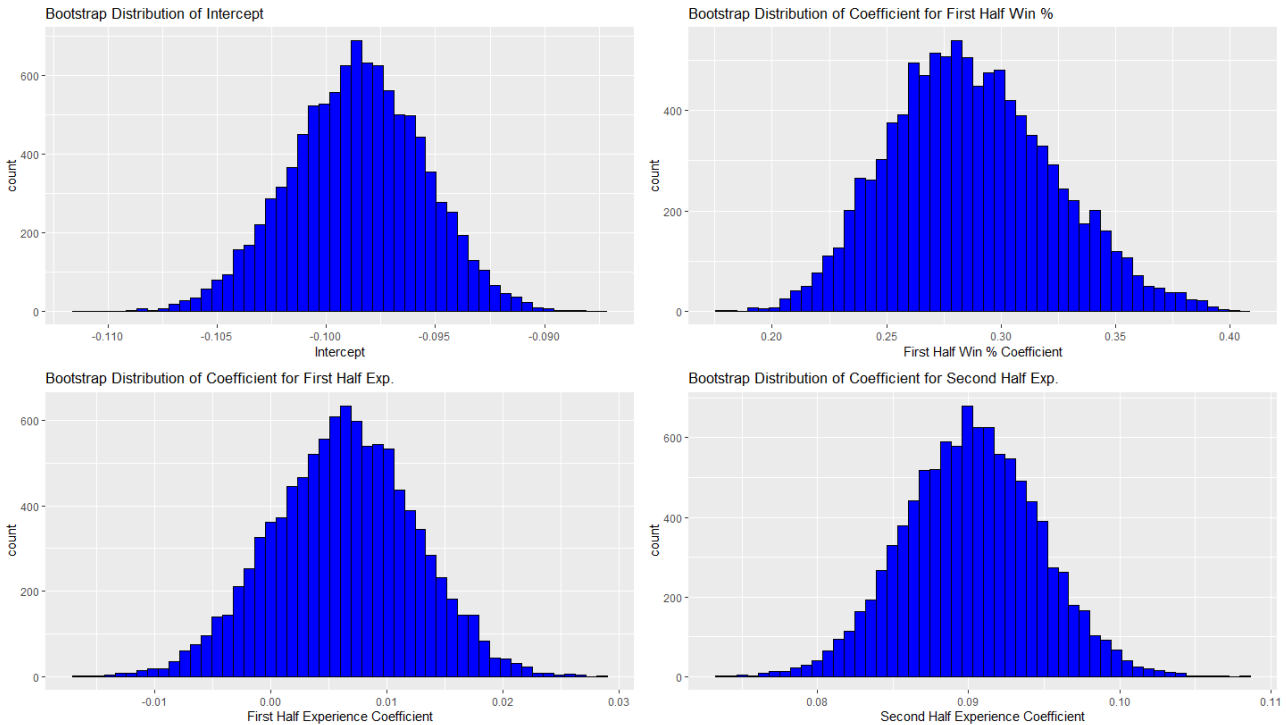 Bootstrap Distribution of Intercept
600
400
200
0
count
-0.110
-0.105
-0.100
-0.095
-0.090
Intercept
Bootstrap Distribution of Coefficient for First Half Win %
400
200
0
count
0.20
0.25
0.30
0.35
0.40
First Half Win % Coefficient
Bootstrap Distribution of Coefficient for First Half Exp.
600
400
200
0
count
-0.01
0.00
0.01
0.02
0.03
First Half Experience Coefficient
Bootstrap Distribution of Coefficient for Second Half Exp.
600
400
200
0
count
0.08
0.09
0.10
0.11
Second Half Experience Coefficient